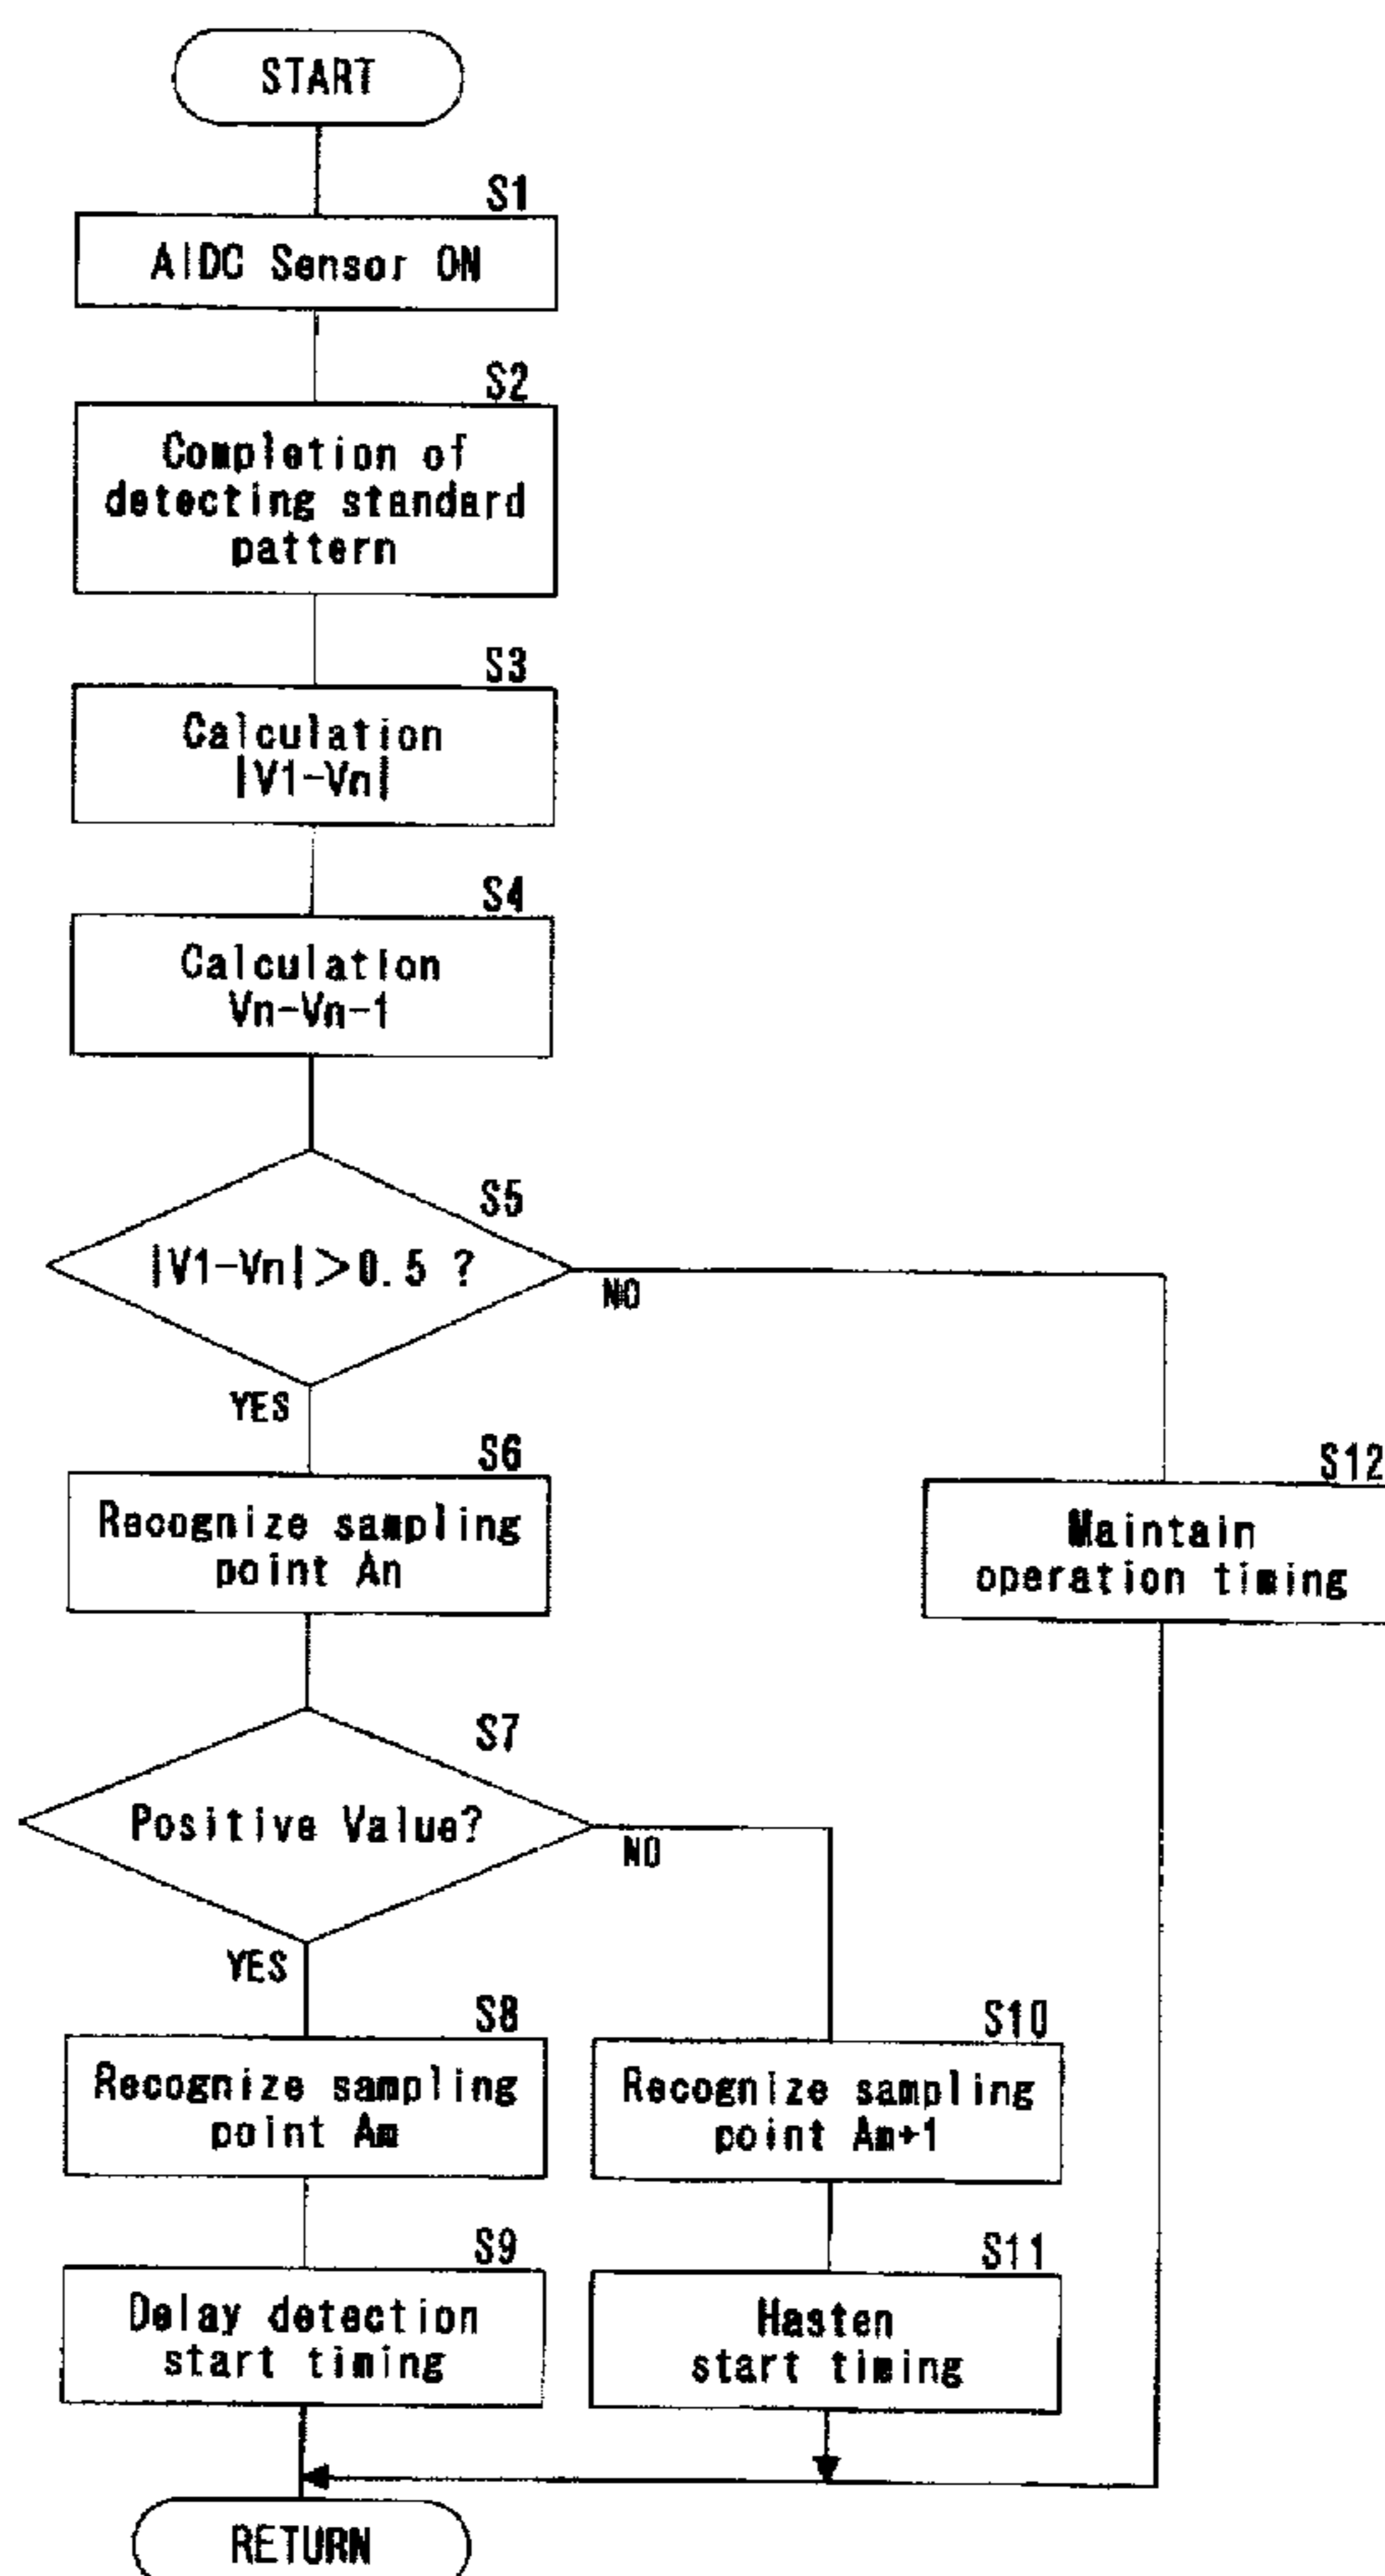 START
S1
AIDC Sensor ON
S2
Completion of
detecting standard
pattern
S3
Calculation
|V1-Vn|
S4
Calculation
Vn-Vn-1
S5
|V1-Vn|>0.5 ?
NO
YES
S6
Recognize sampling
point An
S12
Maintain
operation timing
S7
Positive Value?
NO
YES
S8
Recognize sampling
point Am
S10
Recognize sampling
point Am+1
S9
Delay detection
start timing
S11
Hasten
start timing
RETURN